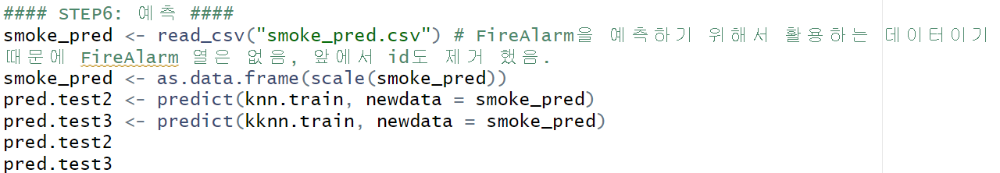 #### STEP6: 예측 ####
smoke_pred <- read_csv("smoke_pred.csv") # FireAlarm을 예측하기 위해서 활용하는 데이터이기
때문에 FireAlarm 열은 없음, 앞에서 id도 제거 했음.
smoke_pred <- as.data.frame(scale(smoke_pred))
pred.test2 <- predict(knn.train, newdata = smoke_pred)
pred.test3 <- predict(kknn.train, newdata = smoke_pred)
pred.test2
pred.test3